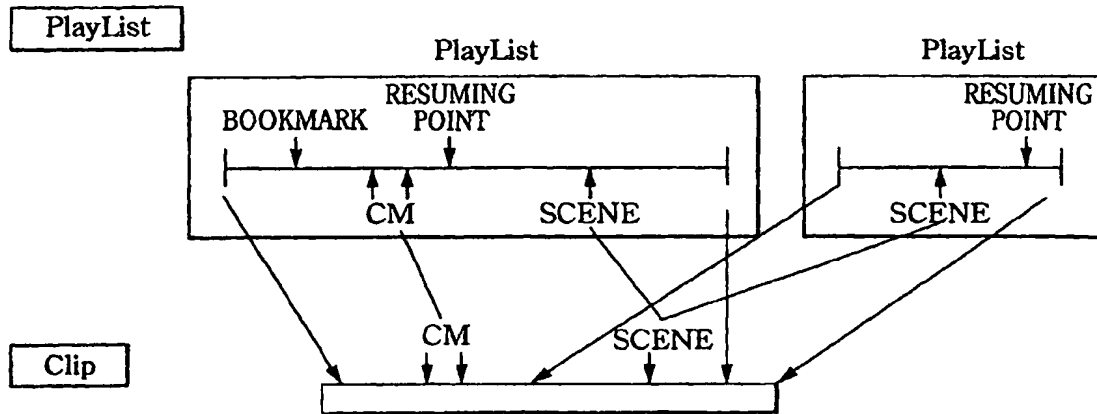 PlayList
PlayList
PlayList
RESUMING
POINT
BOOKMARK
CM
SCENE
RESUMING
POINT
SCENE
CM
SCENE
Clip